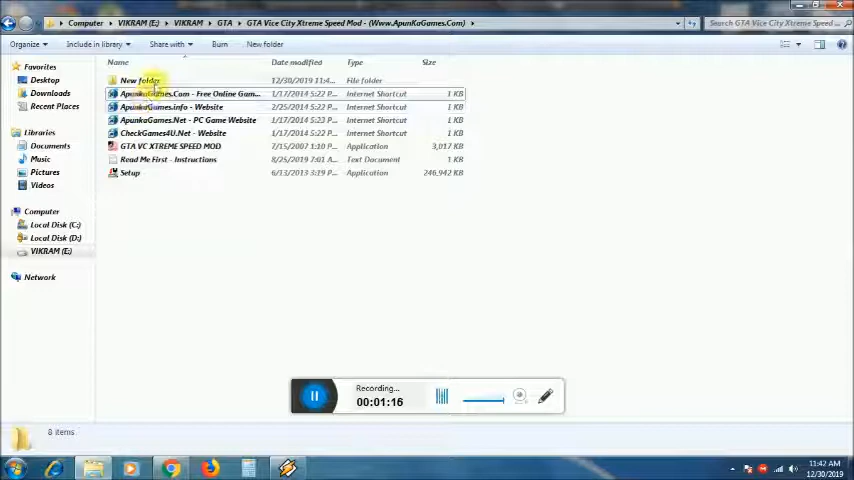 Computer ▸ VIKRAM (E:) ▸ VIKRAM ▸ GTA ▸ GTA Vice City Xtreme Speed Mod - (Www.ApunKaGames.Com) ▸
Search GTA Vice City Xtreme Speed ...
Organize ▾ Include in library ▾ Share with ▾ Burn New folder
Name Date modified Type Size
New folder 12/30/2019 11:4... File folder
ApunkaGames.Com - Free Online Gam... 1/17/2014 5:22 P... Internet Shortcut 1 KB
ApunkaGames.info - Website 2/25/2014 5:22 P... Internet Shortcut 1 KB
ApunkaGames.Net - PC Game Website 1/17/2014 5:22 P... Internet Shortcut 1 KB
CheckGames4U.Net - Website 1/17/2014 5:22 P... Internet Shortcut 1 KB
GTA VC XTREME SPEED MOD 7/15/2007 1:10 P... Application 3,017 KB
Read Me First - Instructions 8/25/2019 7:01 A... Text Document 1 KB
Setup 6/13/2013 3:19 P... Application 246,942 KB
Favorites
Desktop
Downloads
Recent Places
Libraries
Documents
Music
Pictures
Videos
Computer
Local Disk (C:)
Local Disk (D:)
VIKRAM (E:)
Network
Recording...
00:01:16
8 items
11:42 AM
12/30/2019